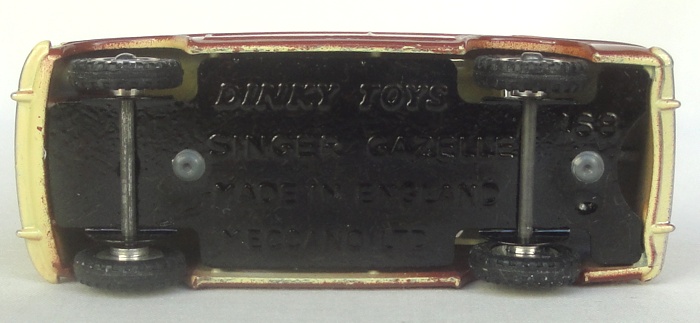 DINKY TOYS
168
SINGER GAZELLE
MADE IN ENGLAND
MECCANO LTD